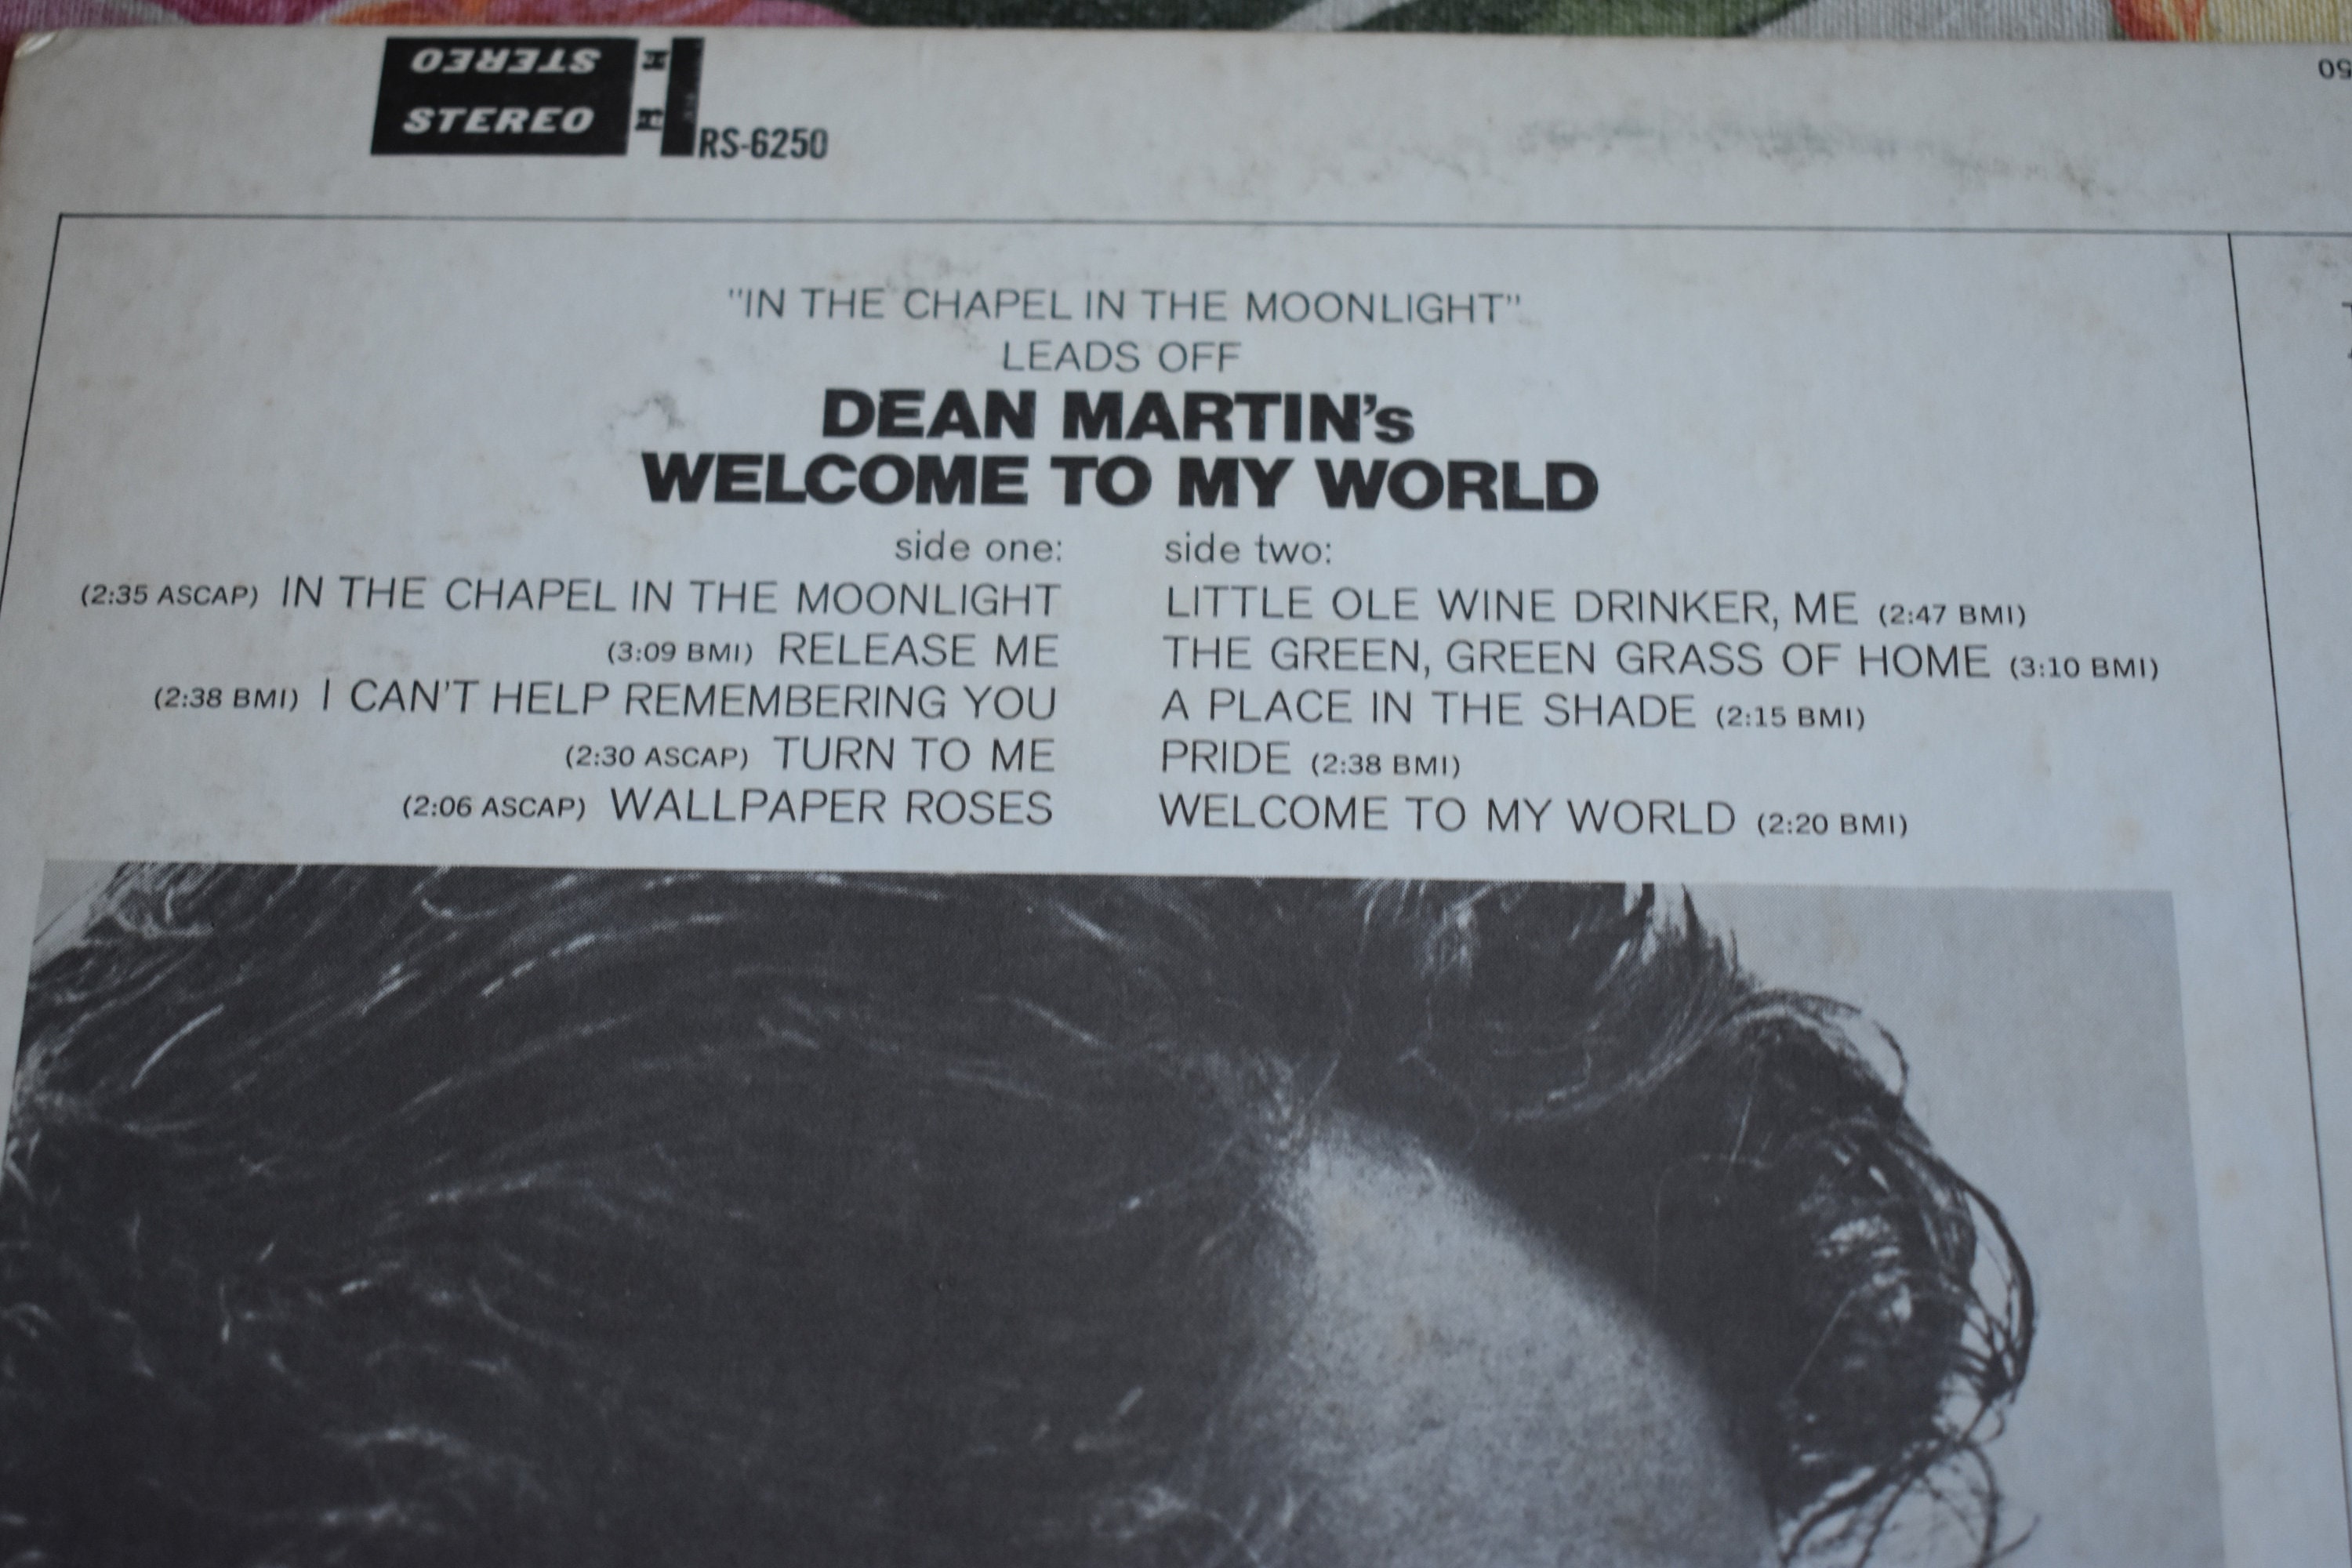 STEREO
STEREO
RS-6250
"IN THE CHAPEL IN THE MOONLIGHT"
LEADS OFF
DEAN MARTIN's
WELCOME TO MY WORLD
side one:
(2:35 ASCAP) IN THE CHAPEL IN THE MOONLIGHT
(3:09 BMI) RELEASE ME
(2:38 BMI) I CAN'T HELP REMEMBERING YOU
(2:30 ASCAP) TURN TO ME
(2:06 ASCAP) WALLPAPER ROSES
side two:
LITTLE OLE WINE DRINKER, ME (2:47 BMI)
THE GREEN, GREEN GRASS OF HOME (3:10 BMI)
A PLACE IN THE SHADE (2:15 BMI)
PRIDE (2:38 BMI)
WELCOME TO MY WORLD (2:20 BMI)